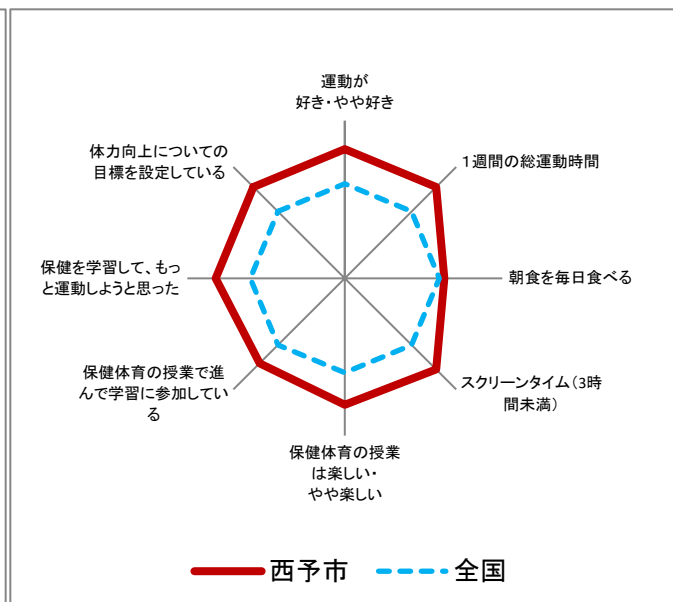 運動が
好き・やや好き
1週間の総運動時間
朝食を毎日食べる
スクリーンタイム(3時
間未満)
保健体育の授業
は楽しい・
やや楽しい
保健体育の授業で進
んで学習に参加してい
る
保健を学習して、もっ
と運動しようと思った
体力向上についての
目標を設定している
西予市
全国